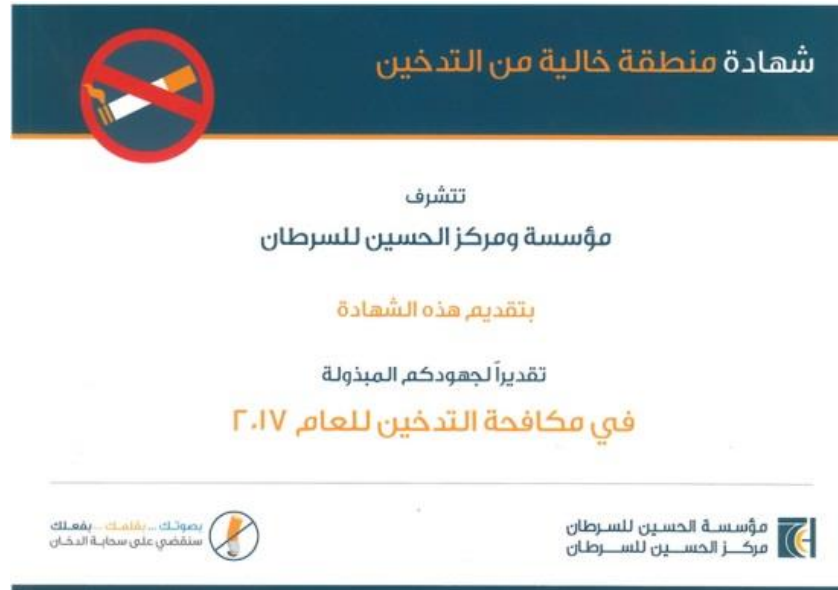 شهادة منطقة خالية من التدخين
تتشرف
مؤسسة ومركز الحسين للسرطان
بتقديم هذه الشهادة
تقديراً لجهودكم المبذولة
في مكافحة التدخين للعام ٢٠١٧
مؤسسة الحسين للسرطان
مركز الحسين للسرطان
بصوتك ... بقلمك ... بفعلك
سنقضي على سحابة الدخان